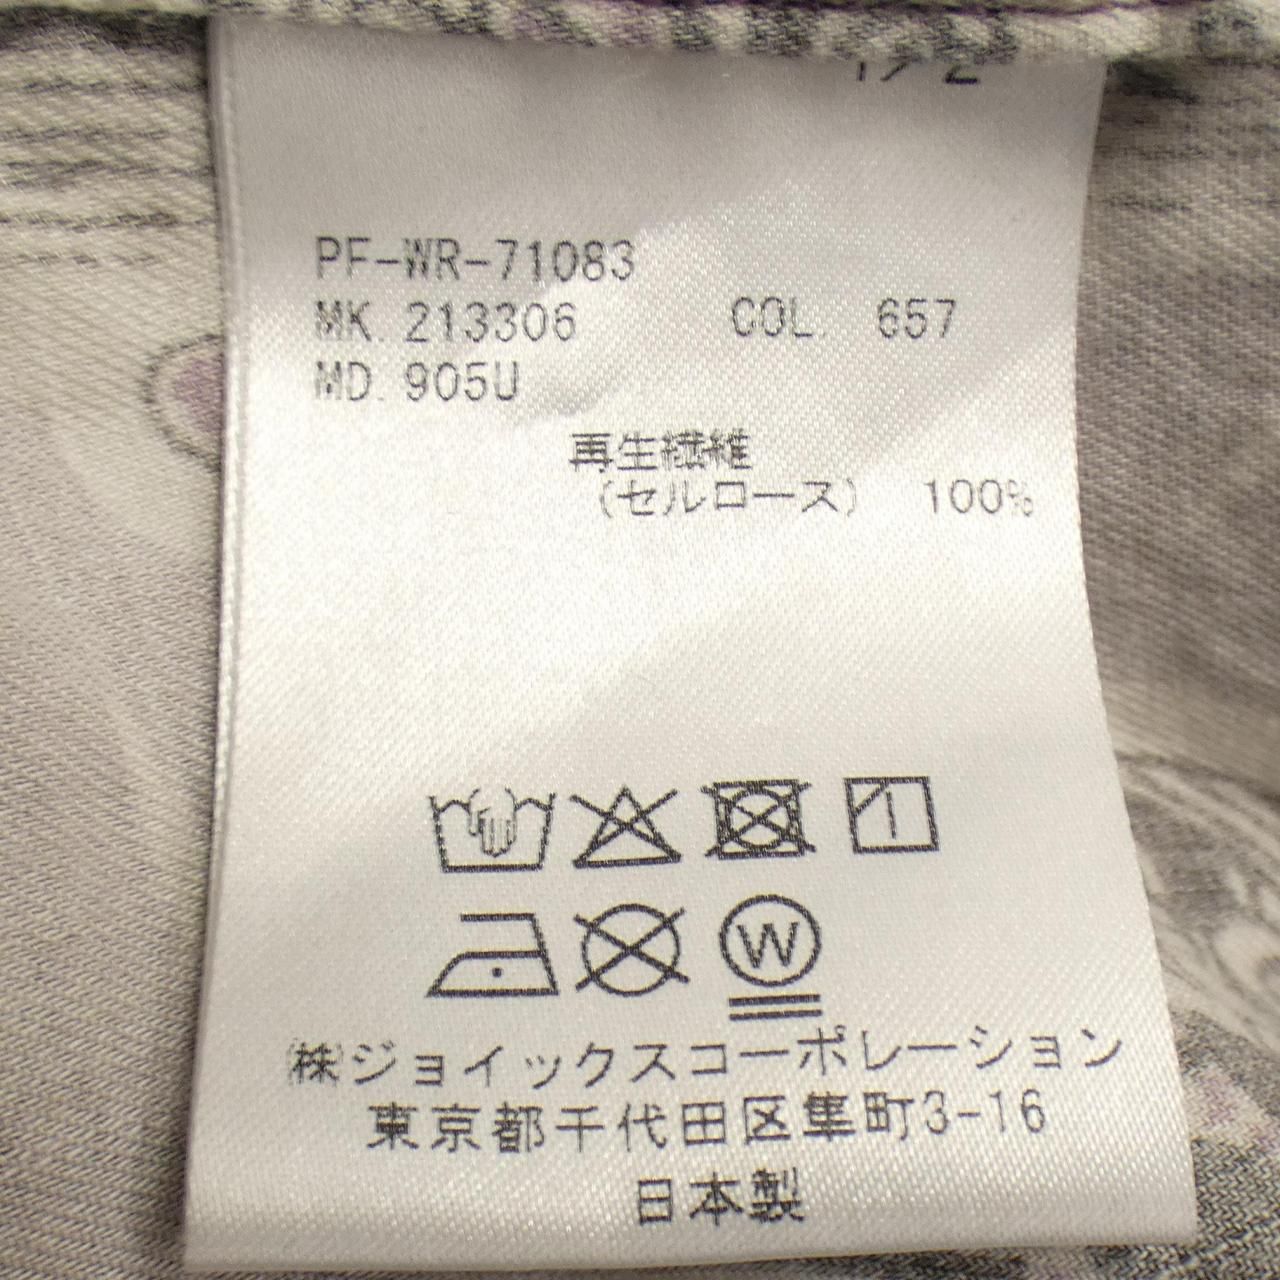 PF-WR-71083
MK. 213306 COL. 657
MD. 905U
再生繊維
(セルロース) 100%
W
(株)ジョイックスコーポレーション
東京都千代田区隼町3-16
日本製